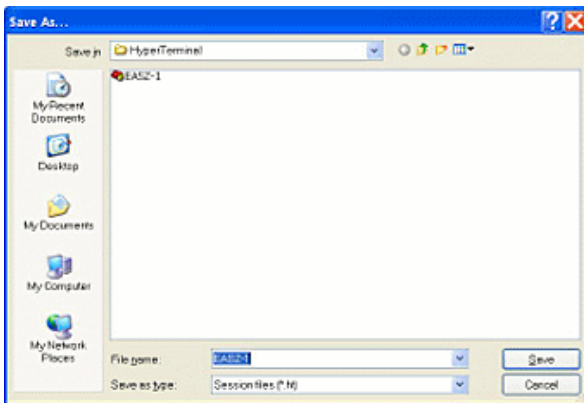 Save As...
Save in HyperTerminal
EASZ-1
My Recent
Documents
Desktop
My Documents
My Computer
My Network
Places
File name: EASZ-1 Save
Save as type: Session files (*.ht) Cancel